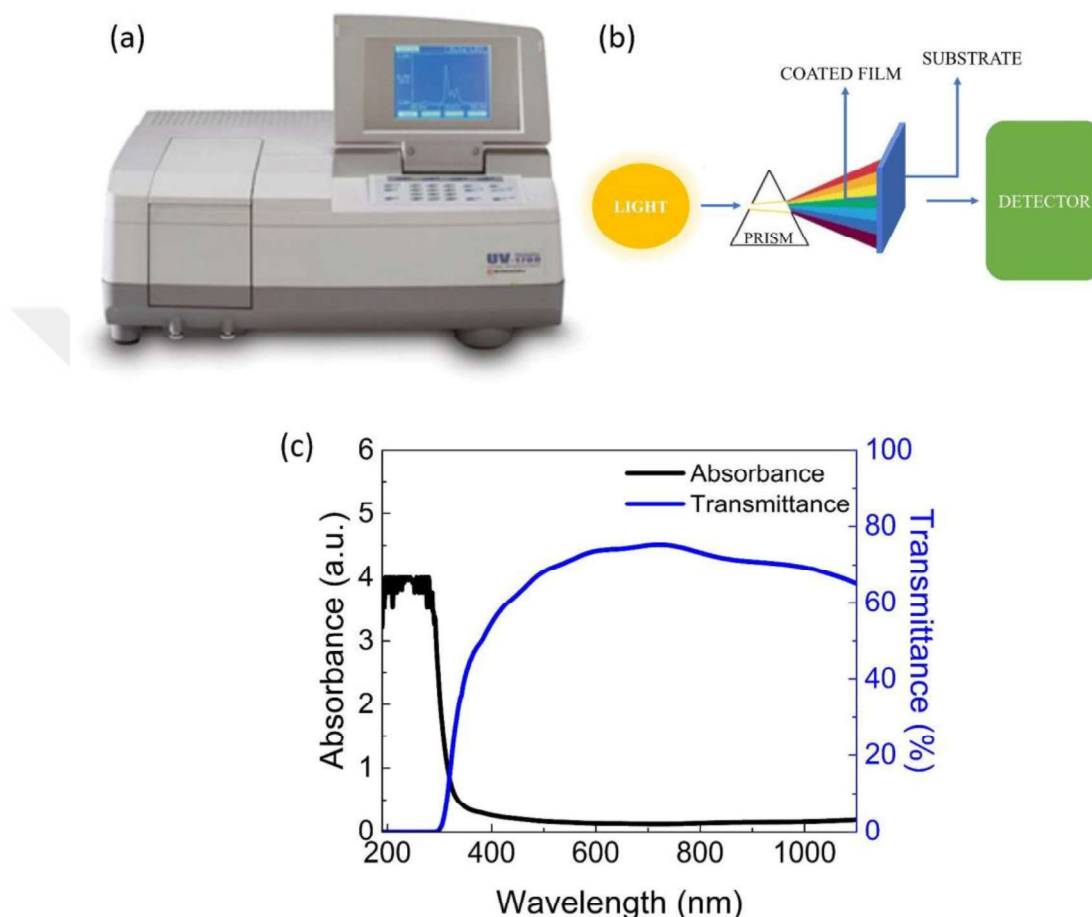 (a)
UV-1700
(b)
COATED FILM
SUBSTRATE
LIGHT
PRISM
DETECTOR
(c)
Absorbance
Transmittance
Absorbance (a.u.)
6
5
4
3
2
1
0
Transmittance (%)
100
80
60
40
20
0
200 400 600 800 1000
Wavelength (nm)